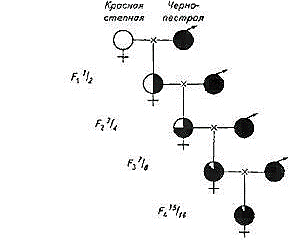 Красная Черно-
степная пестрая
F₁ 1/2
F₂ 3/4
F₃ 7/8
F₄ 15/16